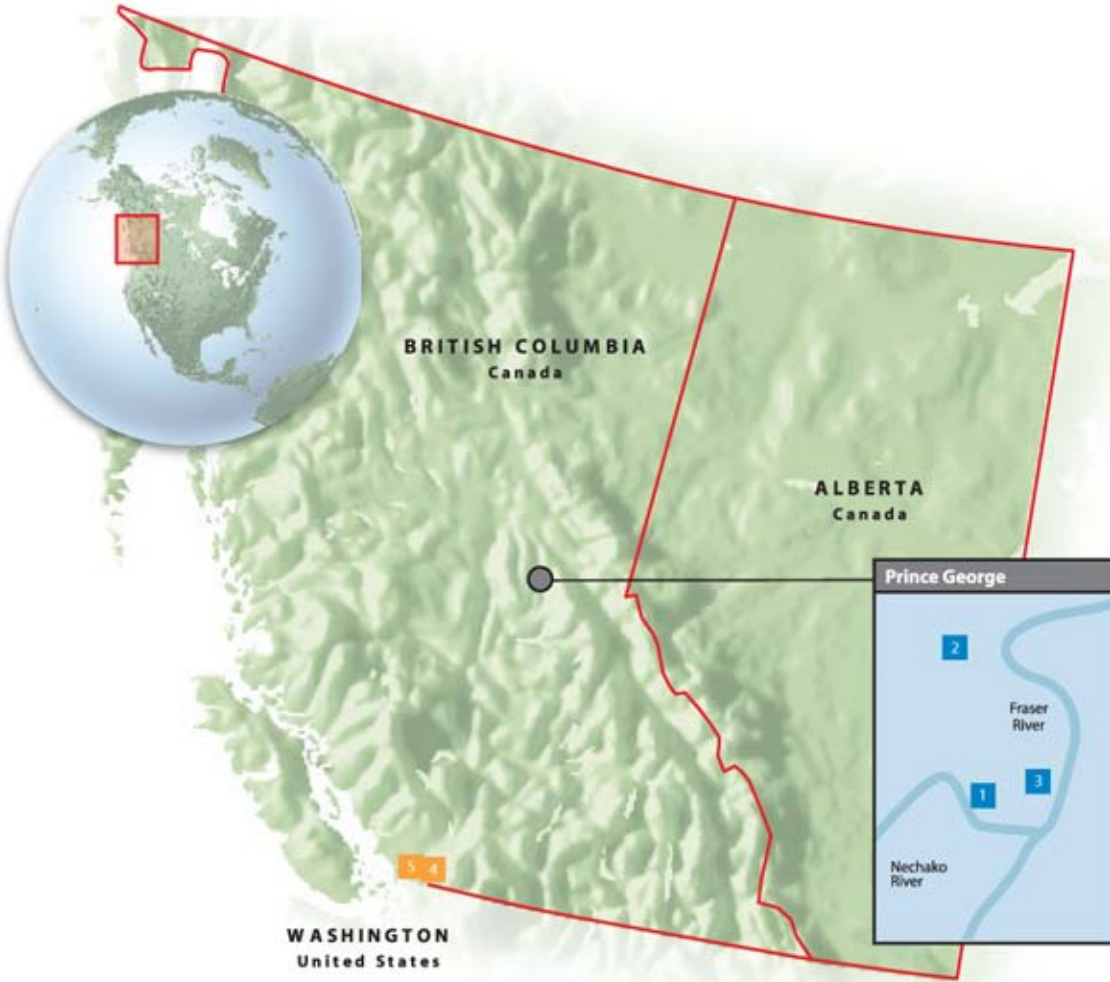 BRITISH COLUMBIA
Canada
ALBERTA
Canada
Prince George
2
Fraser
River
1
3
Nechako
River
5
4
WASHINGTON
United States